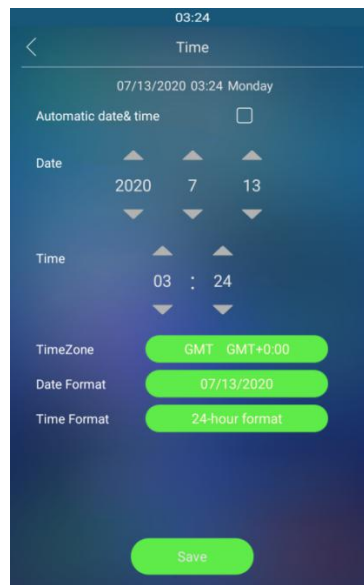 03:24
Time
07/13/2020 03:24 Monday
Automatic date& time
Date
2020 7 13
Time
03 : 24
TimeZone GMT GMT+0:00
Date Format 07/13/2020
Time Format 24-hour format
Save